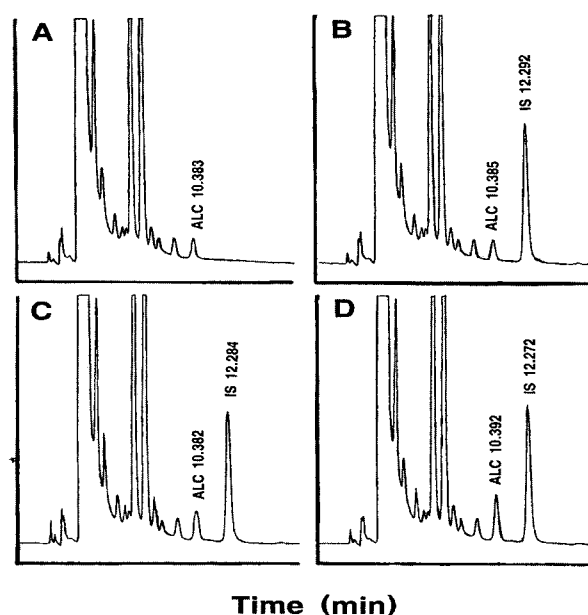 A
ALC 10.383
B
ALC 10.385
IS 12.292
C
ALC 10.382
IS 12.284
D
ALC 10.392
IS 12.272
Time (min)